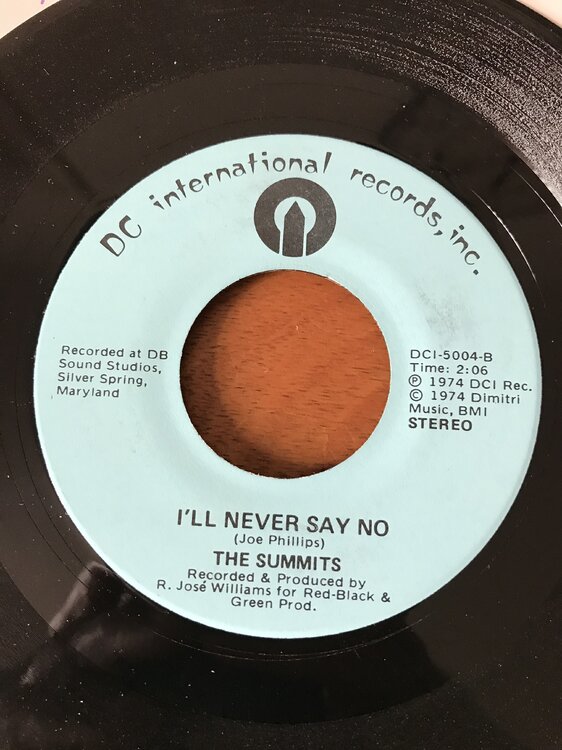 DC international records, inc.
Recorded at DB
Sound Studios,
Silver Spring,
Maryland
DCI-5004-B
Time: 2:06
Ⓟ 1974 DCI Rec.
© 1974 Dimitri
Music, BMI
STEREO
I'LL NEVER SAY NO
(Joe Phillips)
THE SUMMITS
Recorded & Produced by
R. José Williams for Red-Black &
Green Prod.